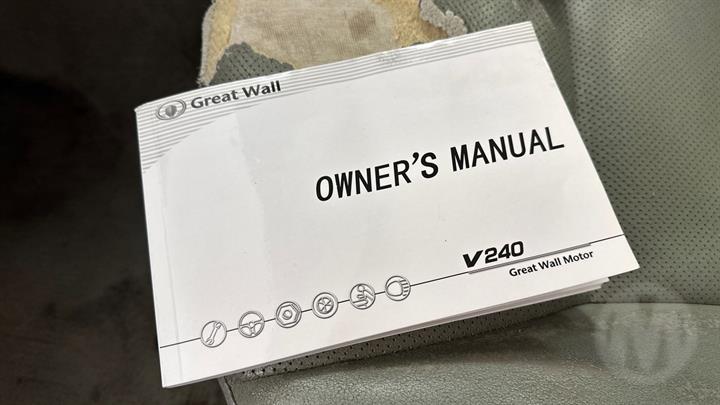 Great Wall
OWNER'S MANUAL
V240
Great Wall Motor